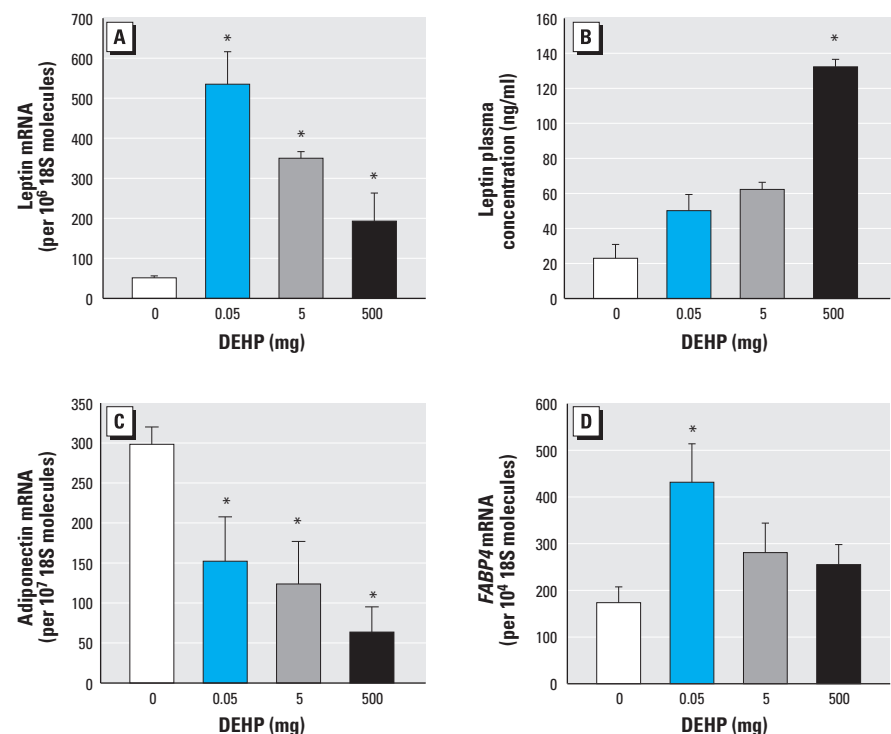 A
Leptin mRNA
(per 10⁶ 18S molecules)
700
600
500
400
300
200
100
0
*
*
*
0 0.05 5 500
DEHP (mg)
B
Leptin plasma
concentration (ng/ml)
160
140
120
100
80
60
40
20
0
*
0 0.05 5 500
DEHP (mg)
C
Adiponectin mRNA
(per 10⁷ 18S molecules)
350
300
250
200
150
100
50
0
*
*
*
0 0.05 5 500
DEHP (mg)
D
FABP4 mRNA
(per 10⁴ 18S molecules)
600
500
400
300
200
100
0
*
0 0.05 5 500
DEHP (mg)